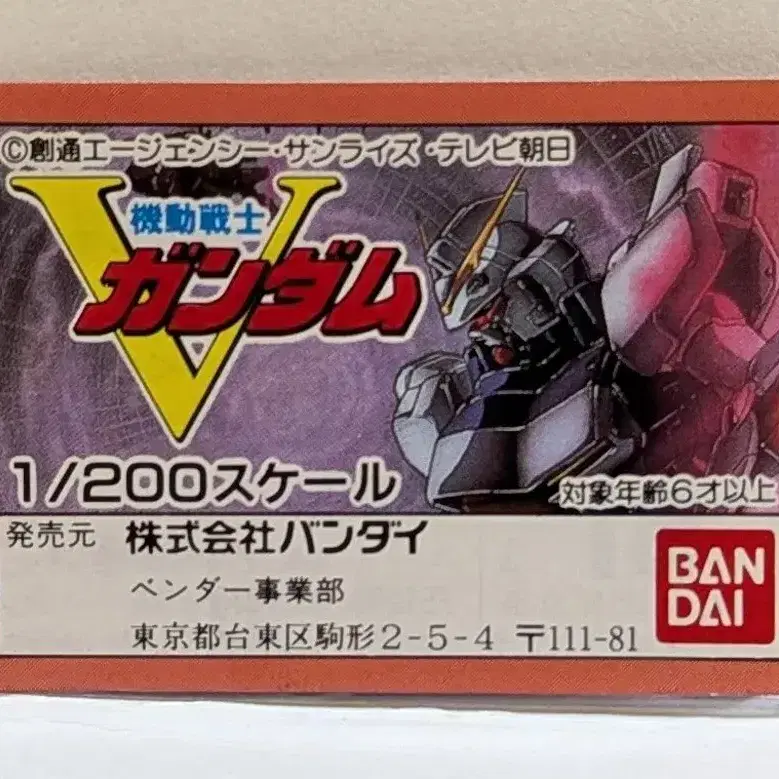 ©創通エージェンシー・サンライズ・テレビ朝日
機動戦士
V
ガンダム
1/200スケール
対象年齢6才以上
発売元 株式会社バンダイ
ベンダー事業部
東京都台東区駒形2-5-4 〒111-81
BAN
DAI